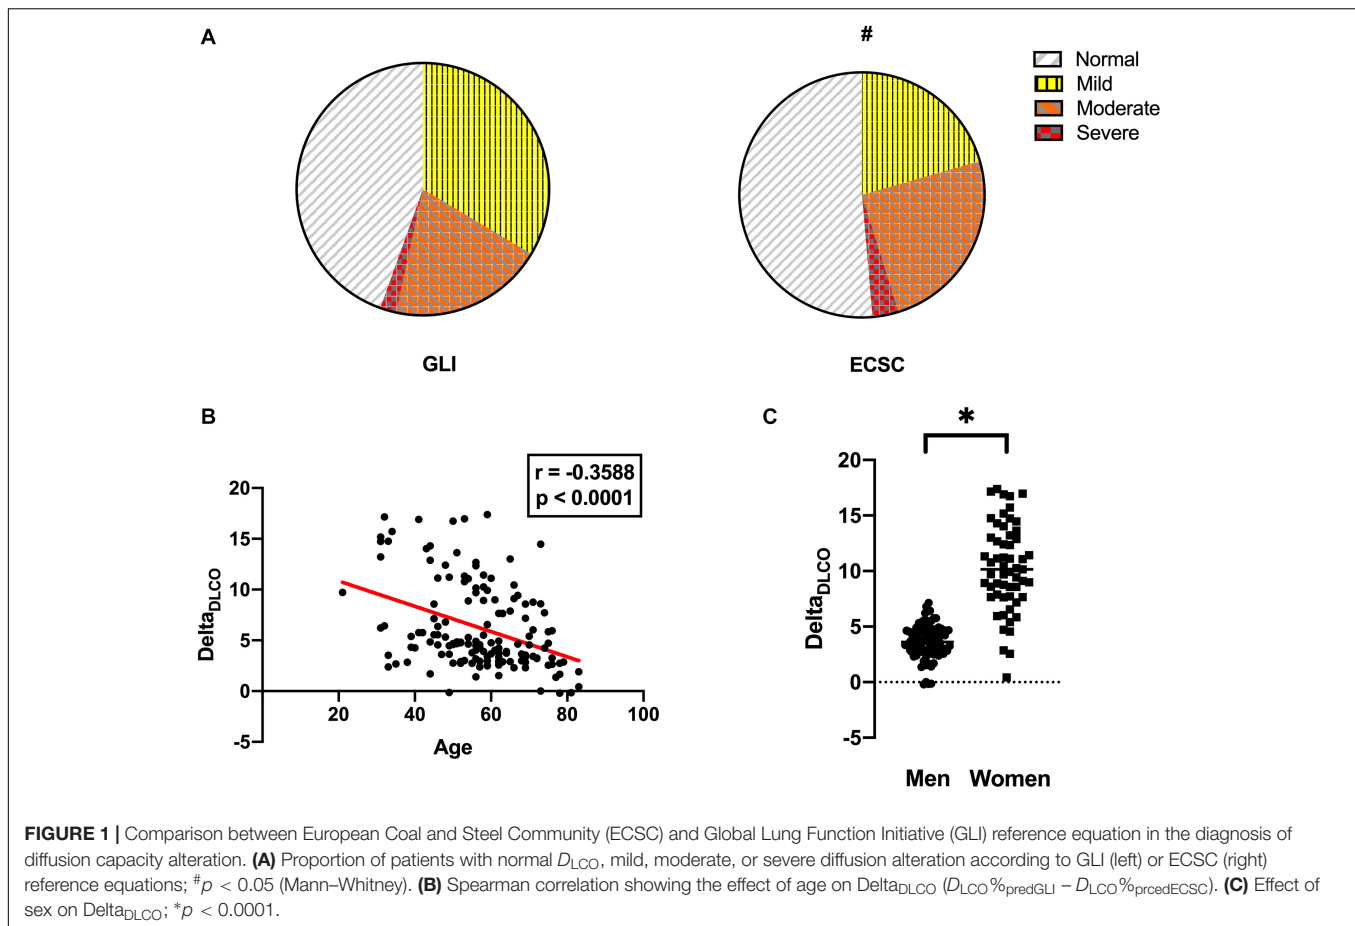 A
#
Normal
Mild
Moderate
Severe
GLI
ECSC
B
r = -0.3588
p < 0.0001
20
15
10
5
0
-5
20
40
60
80
100
DeltaDLCO
Age
C
*
20
15
10
5
0
-5
DeltaDLCO
Men
Women
FIGURE 1 | Comparison between European Coal and Steel Community (ECSC) and Global Lung Function Initiative (GLI) reference equation in the diagnosis of
diffusion capacity alteration. (A) Proportion of patients with normal DLCO, mild, moderate, or severe diffusion alteration according to GLI (left) or ECSC (right)
reference equations; #p < 0.05 (Mann–Whitney). (B) Spearman correlation showing the effect of age on DeltaDLCO (DLCO%predGLI – DLCO%prcedECSC). (C) Effect of
sex on DeltaDLCO; *p < 0.0001.